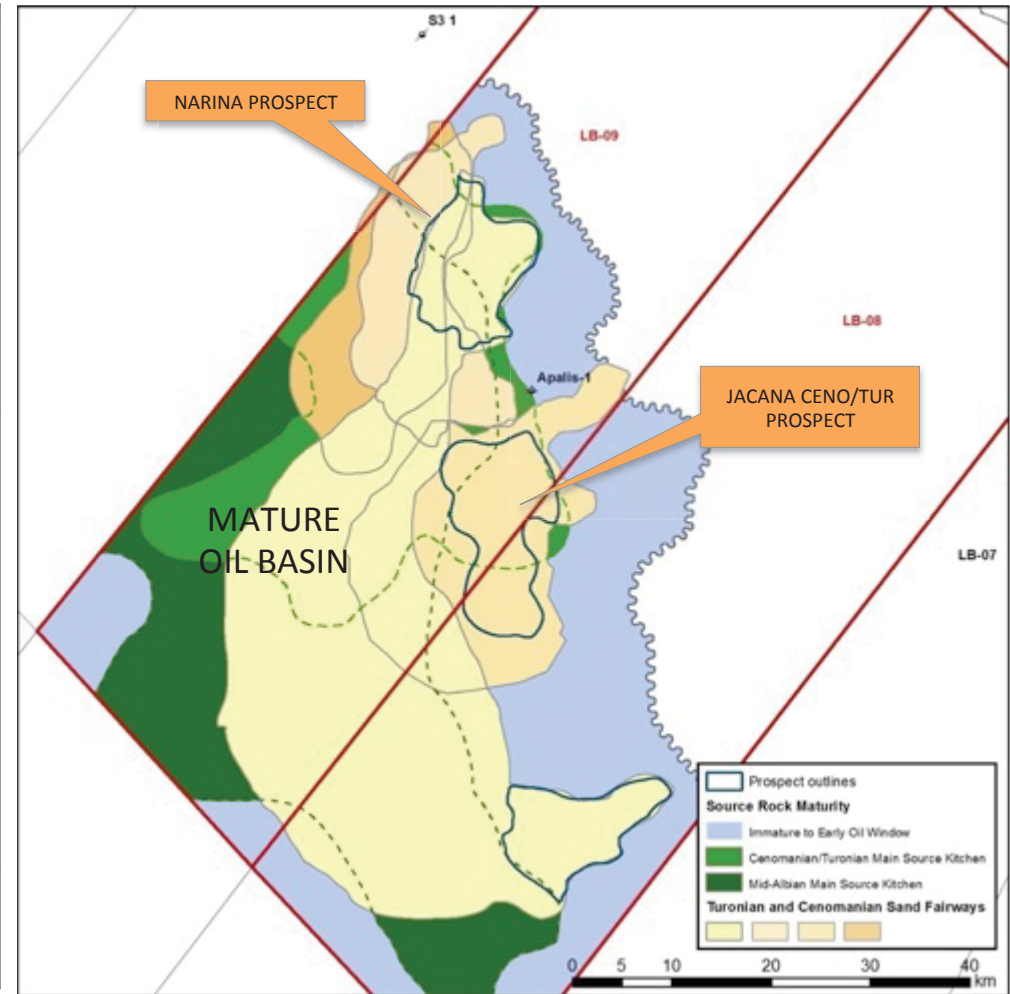 S3 1
NARINA PROSPECT
LB-09
LB-08
Apalis-1
JACANA CENO/TUR
PROSPECT
MATURE
OIL BASIN
LB-07
Prospect outlines
Source Rock Maturity
Immature to Early Oil Window
Cenomanian/Turonian Main Source Kitchen
Mid-Albian Main Source Kitchen
Turonian and Cenomanian Sand Fairways
0 5 10 20 30 40
km